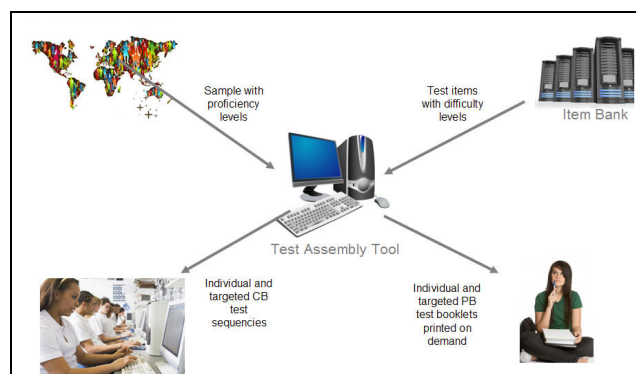 Sample with
proficiency
levels
Test items
with difficulty
levels
Item Bank
Test Assembly Tool
Individual and
targeted CB
test
sequencies
Individual and
targeted PB
test booklets
printed on
demand